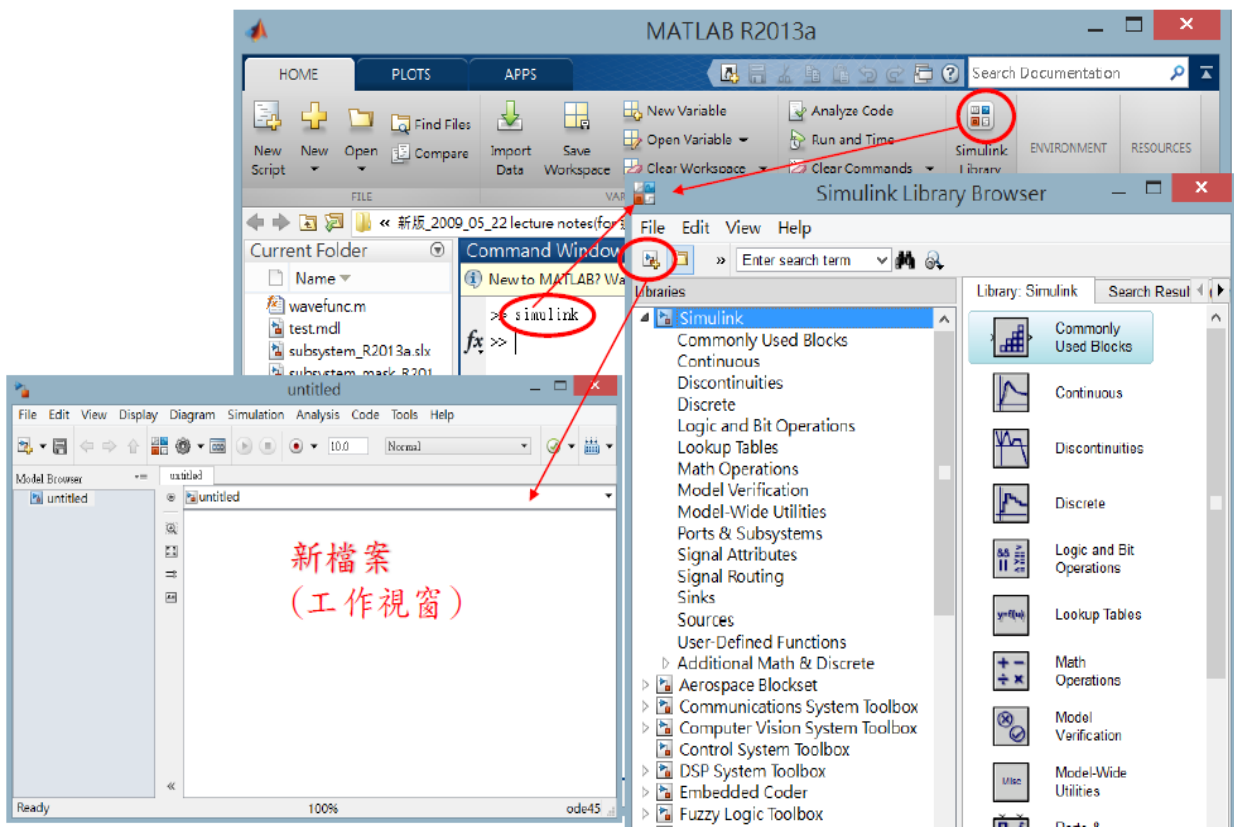 MATLAB R2013a
HOME PLOTS APPS
Search Documentation
New Script
New
Open
Find Files
Compare
Import Data
Save Workspace
New Variable
Open Variable
Clear Workspace
Analyze Code
Run and Time
Clear Commands
Simulink Library
ENVIRONMENT
RESOURCES
FILE
VAR
« 新版_2009_05_22 lecture notes(for
Current Folder
Name
wavefunc.m
test.mdl
subsystem_R2013a.slx
subsystem_mask_R201
Command Window
New to MATLAB? Wa
>> simulink
fx >>
Simulink Library Browser
File Edit View Help
» Enter search term
Libraries
Simulink
Commonly Used Blocks
Continuous
Discontinuities
Discrete
Logic and Bit Operations
Lookup Tables
Math Operations
Model Verification
Model-Wide Utilities
Ports & Subsystems
Signal Attributes
Signal Routing
Sinks
Sources
User-Defined Functions
Additional Math & Discrete
Aerospace Blockset
Communications System Toolbox
Computer Vision System Toolbox
Control System Toolbox
DSP System Toolbox
Embedded Coder
Fuzzy Logic Toolbox
Library: Simulink Search Resul
Commonly
Used Blocks
Continuous
Discontinuities
Discrete
Logic and Bit
Operations
y=f(u)
Lookup Tables
Math
Operations
Model
Verification
Misc
Model-Wide
Utilities
Ports &
untitled
File Edit View Display Diagram Simulation Analysis Code Tools Help
10.0 Normal
Model Browser
untitled
untitled
untitled
新檔案
(工作視窗)
«
Ready 100% ode45